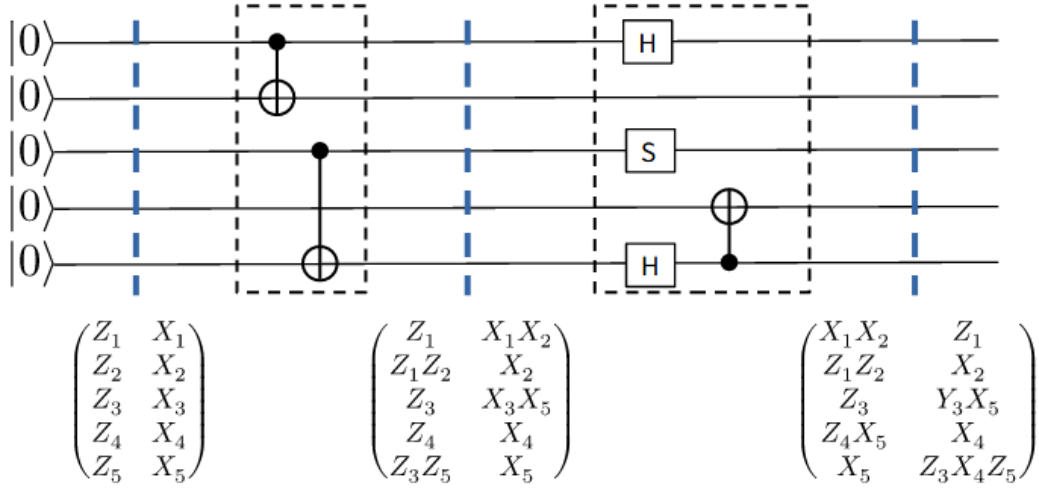 |0⟩
H
|0⟩
|0⟩
S
|0⟩
|0⟩
H
Z₁ X₁
Z₂ X₂
Z₃ X₃
Z₄ X₄
Z₅ X₅
Z₁ X₁X₂
Z₁Z₂ X₂
Z₃ X₃X₅
Z₄ X₄
Z₃Z₅ X₅
X₁X₂ Z₁
Z₁Z₂ X₂
Z₃ Y₃X₅
Z₄X₅ X₄
X₅ Z₃X₄Z₅